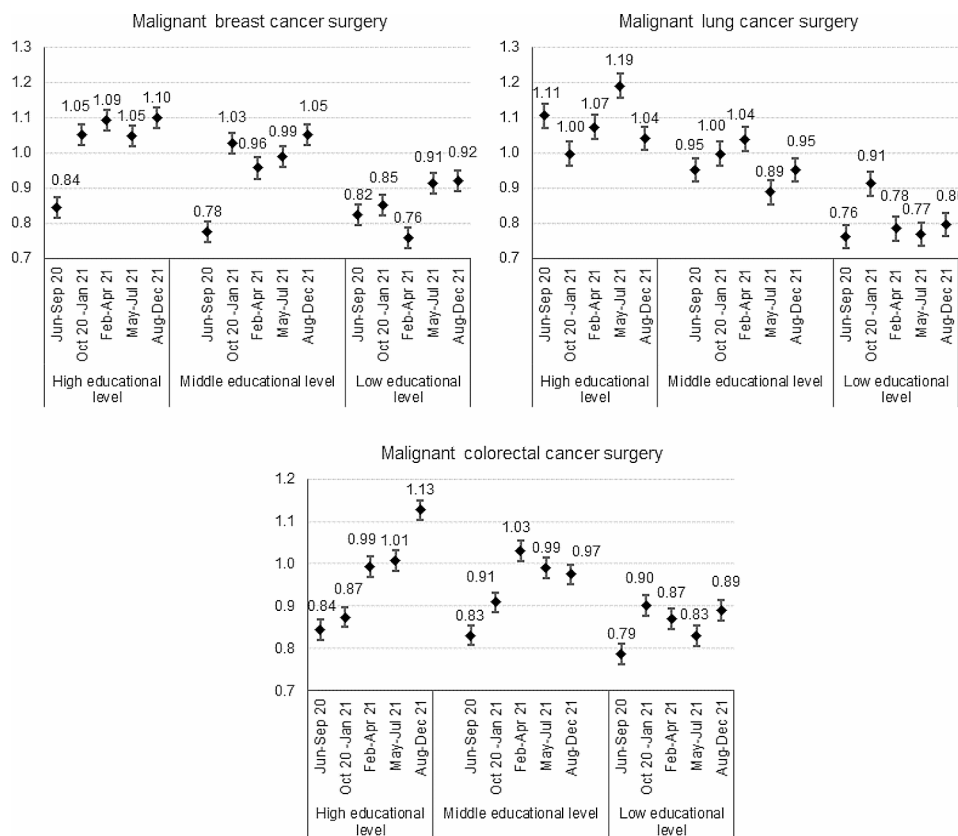 Malignant breast cancer surgery
1.3
1.2
1.1
1.0
0.9
0.8
0.7
0.84
1.05
1.09
1.05
1.10
0.78
1.03
0.96
0.99
1.05
0.82
0.85
0.76
0.91
0.92
Jun-Sep 20
Oct 20 -Jan 21
Feb-Apr 21
May-Jul 21
Aug-Dec 21
Jun-Sep 20
Oct 20 -Jan 21
Feb-Apr 21
May-Jul 21
Aug-Dec 21
Jun-Sep 20
Oct 20 -Jan 21
Feb-Apr 21
May-Jul 21
Aug-Dec 21
High educational
level
Middle educational level
Low educational
level
Malignant lung cancer surgery
1.3
1.2
1.1
1.0
0.9
0.8
0.7
1.11
1.00
1.07
1.19
1.04
0.95
1.00
1.04
0.89
0.95
0.76
0.91
0.78
0.77
Jun-Sep 20
Oct 20 -Jan 21
Feb-Apr 21
May-Jul 21
Aug-Dec 21
Jun-Sep 20
Oct 20 -Jan 21
Feb-Apr 21
May-Jul 21
Aug-Dec 21
Jun-Sep 20
Oct 20 -Jan 21
Feb-Apr 21
May-Jul 21
Aug-Dec 21
High educational
level
Middle educational level
Low educational
level
Malignant colorectal cancer surgery
1.2
1.1
1.0
0.9
0.8
0.7
0.84
0.87
0.99
1.01
1.13
0.83
0.91
1.03
0.99
0.97
0.79
0.90
0.87
0.83
0.89
Jun-Sep 20
Oct 20 -Jan 21
Feb-Apr 21
May-Jul 21
Aug-Dec 21
Jun-Sep 20
Oct 20 -Jan 21
Feb-Apr 21
May-Jul 21
Aug-Dec 21
Jun-Sep 20
Oct 20 -Jan 21
Feb-Apr 21
May-Jul 21
Aug-Dec 21
High educational
level
Middle educational level
Low educational
level